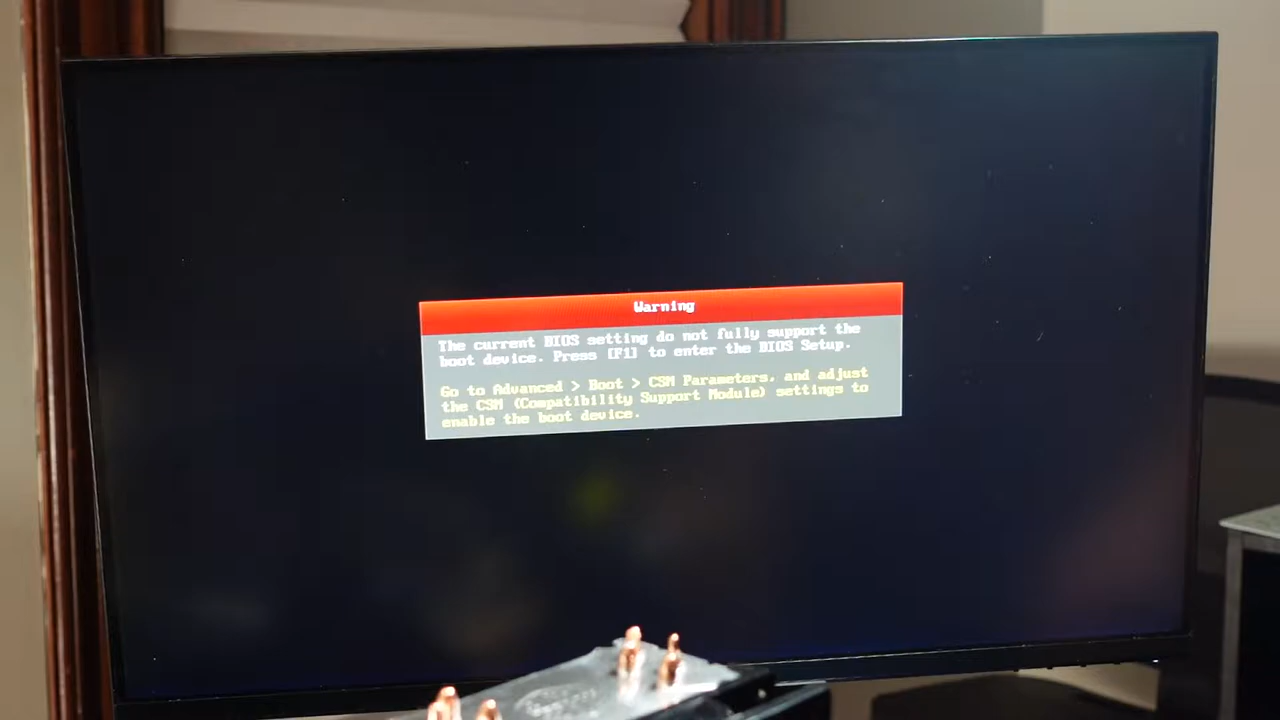 Warning
The current BIOS setting do not fully support the
boot device. Press [F1] to enter the BIOS Setup.
Go to Advanced > Boot > CSM Parameters, and adjust
the CSM (Compatibility Support Module) settings to
enable the boot device.